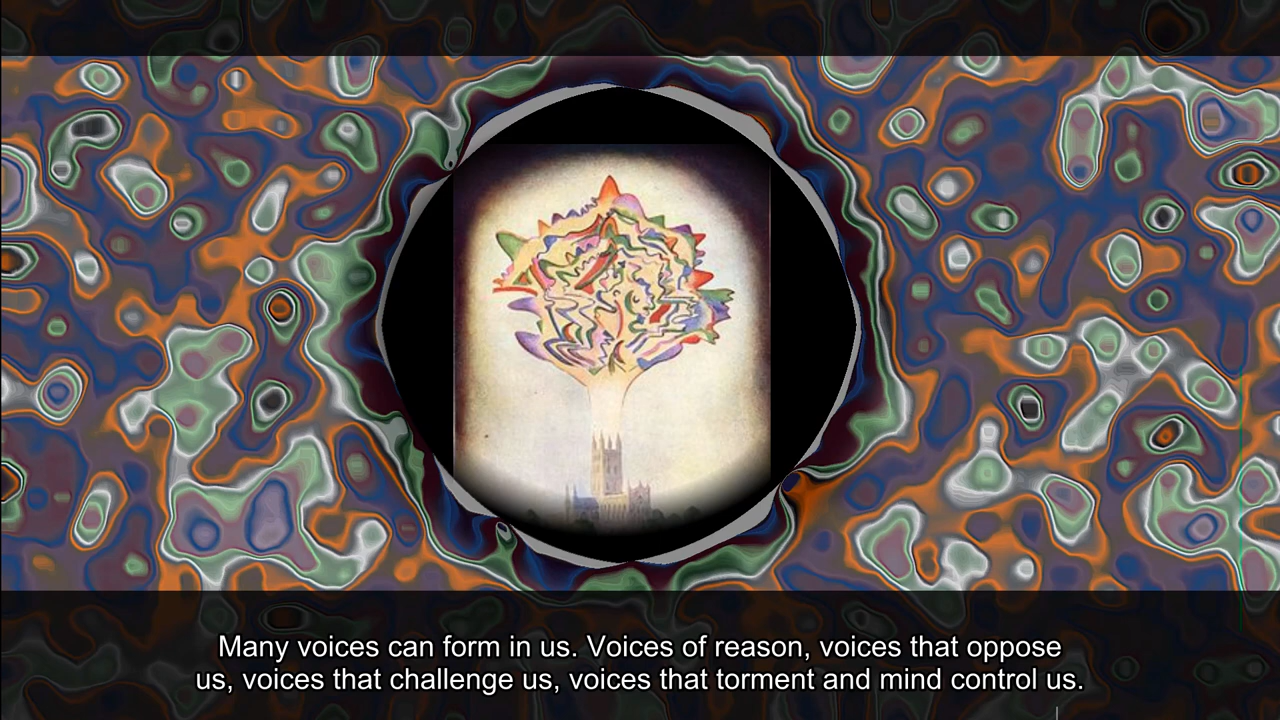 Many voices can form in us. Voices of reason, voices that oppose
us, voices that challenge us, voices that torment and mind control us.